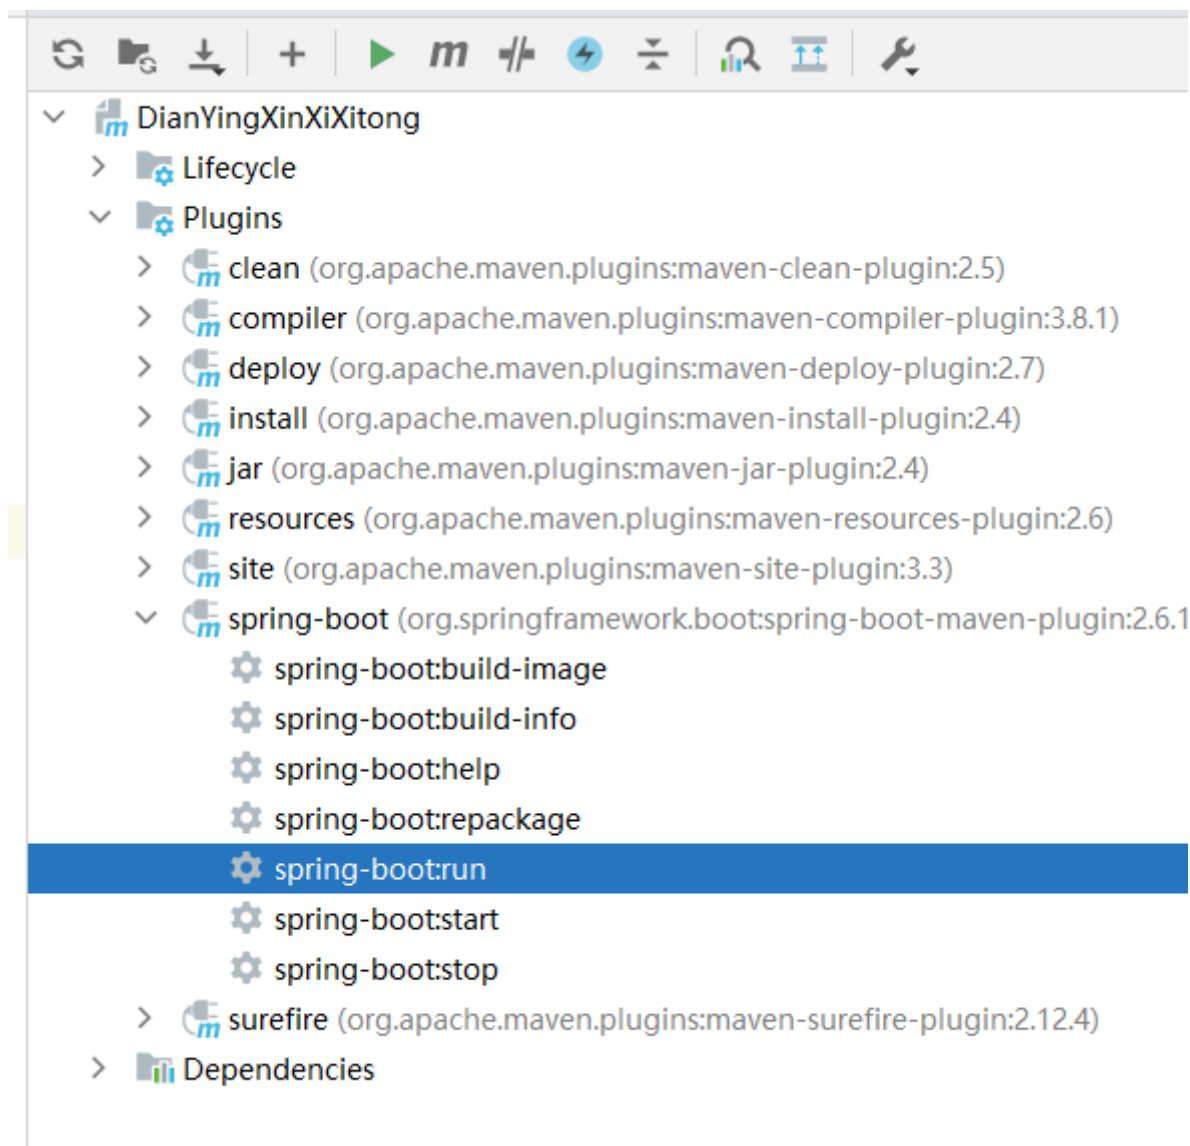 DianYingXinXiXitong
Lifecycle
Plugins
clean (org.apache.maven.plugins:maven-clean-plugin:2.5)
compiler (org.apache.maven.plugins:maven-compiler-plugin:3.8.1)
deploy (org.apache.maven.plugins:maven-deploy-plugin:2.7)
install (org.apache.maven.plugins:maven-install-plugin:2.4)
jar (org.apache.maven.plugins:maven-jar-plugin:2.4)
resources (org.apache.maven.plugins:maven-resources-plugin:2.6)
site (org.apache.maven.plugins:maven-site-plugin:3.3)
spring-boot (org.springframework.boot:spring-boot-maven-plugin:2.6.1
spring-boot:build-image
spring-boot:build-info
spring-boot:help
spring-boot:repackage
spring-boot:run
spring-boot:start
spring-boot:stop
surefire (org.apache.maven.plugins:maven-surefire-plugin:2.12.4)
Dependencies